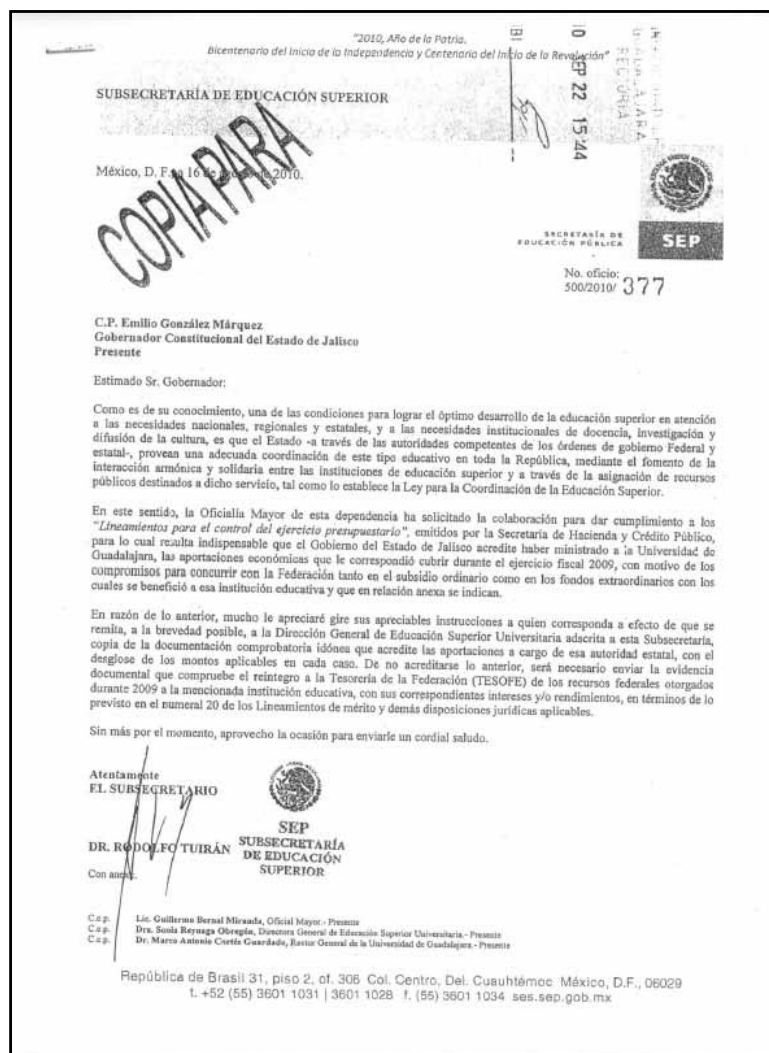 "2010, Año de la Patria.
Bicentenario del Inicio de la Independencia y Centenario del Inicio de la Revolución"
SEP 22 15:44
RECTORÍA
SUBSECRETARÍA DE EDUCACIÓN SUPERIOR
México, D. F., a 16 de 2010.
COPIA PARA
SECRETARÍA DE
EDUCACIÓN PÚBLICA
SEP
No. oficio:
500/2010/ 377
C.P. Emilio González Márquez
Gobernador Constitucional del Estado de Jalisco
Presente
Estimado Sr. Gobernador:
Como es de su conocimiento, una de las condiciones para lograr el óptimo desarrollo de la educación superior en atención
a las necesidades nacionales, regionales y estatales, y a las necesidades institucionales de docencia, investigación y
difusión de la cultura, es que el Estado -a través de las autoridades competentes de los órdenes de gobierno Federal y
estatal-, provean una adecuada coordinación de este tipo educativo en toda la República, mediante el fomento de la
interacción armónica y solidaria entre las instituciones de educación superior y a través de la asignación de recursos
públicos destinados a dicho servicio, tal como lo establece la Ley para la Coordinación de la Educación Superior.
En este sentido, la Oficialía Mayor de esta dependencia ha solicitado la colaboración para dar cumplimiento a los
"Lineamientos para el control del ejercicio presupuestario", emitidos por la Secretaría de Hacienda y Crédito Público,
para lo cual resulta indispensable que el Gobierno del Estado de Jalisco acredite haber ministrado a la Universidad de
Guadalajara, las aportaciones económicas que le correspondió cubrir durante el ejercicio fiscal 2009, con motivo de los
compromisos para concurrir con la Federación tanto en el subsidio ordinario como en los fondos extraordinarios con los
cuales se benefició a esa institución educativa y que en relación anexa se indican.
En razón de lo anterior, mucho le apreciaré gire sus apreciables instrucciones a quien corresponda a efecto de que se
remita, a la brevedad posible, a la Dirección General de Educación Superior Universitaria adscrita a esta Subsecretaría,
copia de la documentación comprobatoria idónea que acredite las aportaciones a cargo de esa autoridad estatal, con el
desglose de los montos aplicables en cada caso. De no acreditarse lo anterior, será necesario enviar la evidencia
documental que compruebe el reintegro a la Tesorería de la Federación (TESOFE) de los recursos federales otorgados
durante 2009 a la mencionada institución educativa, con sus correspondientes intereses y/o rendimientos, en términos de lo
previsto en el numeral 20 de los Lineamientos de mérito y demás disposiciones jurídicas aplicables.
Sin más por el momento, aprovecho la ocasión para enviarle un cordial saludo.
Atentamente
EL SUBSECRETARIO
DR. RODOLFO TUIRÁN
SEP
SUBSECRETARÍA
DE EDUCACIÓN
SUPERIOR
Con anexo.
C.c.p. Lic. Guillermo Bernal Miranda, Oficial Mayor.- Presente
C.c.p. Dra. Sonia Reynaga Obregón, Directora General de Educación Superior Universitaria.- Presente
C.c.p. Dr. Marco Antonio Cortés Guardado, Rector General de la Universidad de Guadalajara.- Presente
República de Brasil 31, piso 2, of. 306 Col. Centro, Del. Cuauhtémoc México, D.F., 06029
t. +52 (55) 3601 1031 | 3601 1028 f. (55) 3601 1034 ses.sep.gob.mx